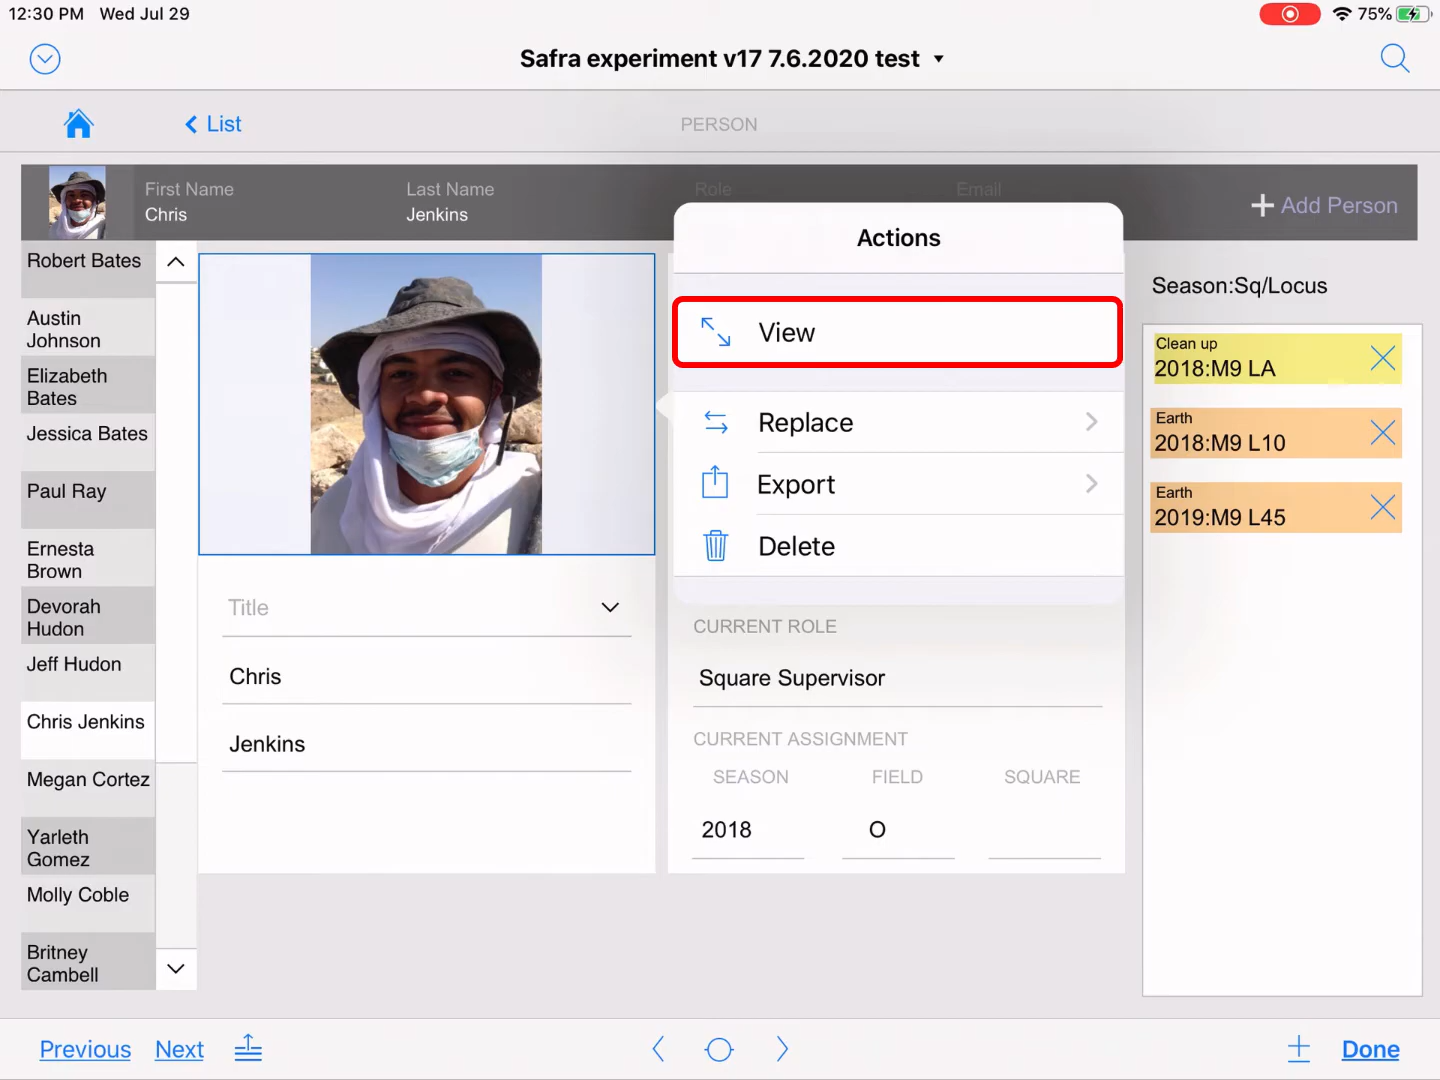 12:30 PM Wed Jul 29
75%
Safra experiment v17 7.6.2020 test
List
PERSON
First Name
Chris
Last Name
Jenkins
Role
Email
Add Person
Robert Bates
Austin
Johnson
Elizabeth
Bates
Jessica Bates
Paul Ray
Ernesta
Brown
Devorah
Hudon
Jeff Hudon
Chris Jenkins
Megan Cortez
Yarleth
Gomez
Molly Coble
Britney
Cambell
Title
Chris
Jenkins
Actions
View
Replace
Export
Delete
CURRENT ROLE
Square Supervisor
CURRENT ASSIGNMENT
SEASON FIELD SQUARE
2018 O
Season:Sq/Locus
Clean up
2018:M9 LA
Earth
2018:M9 L10
Earth
2019:M9 L45
Previous Next
Done